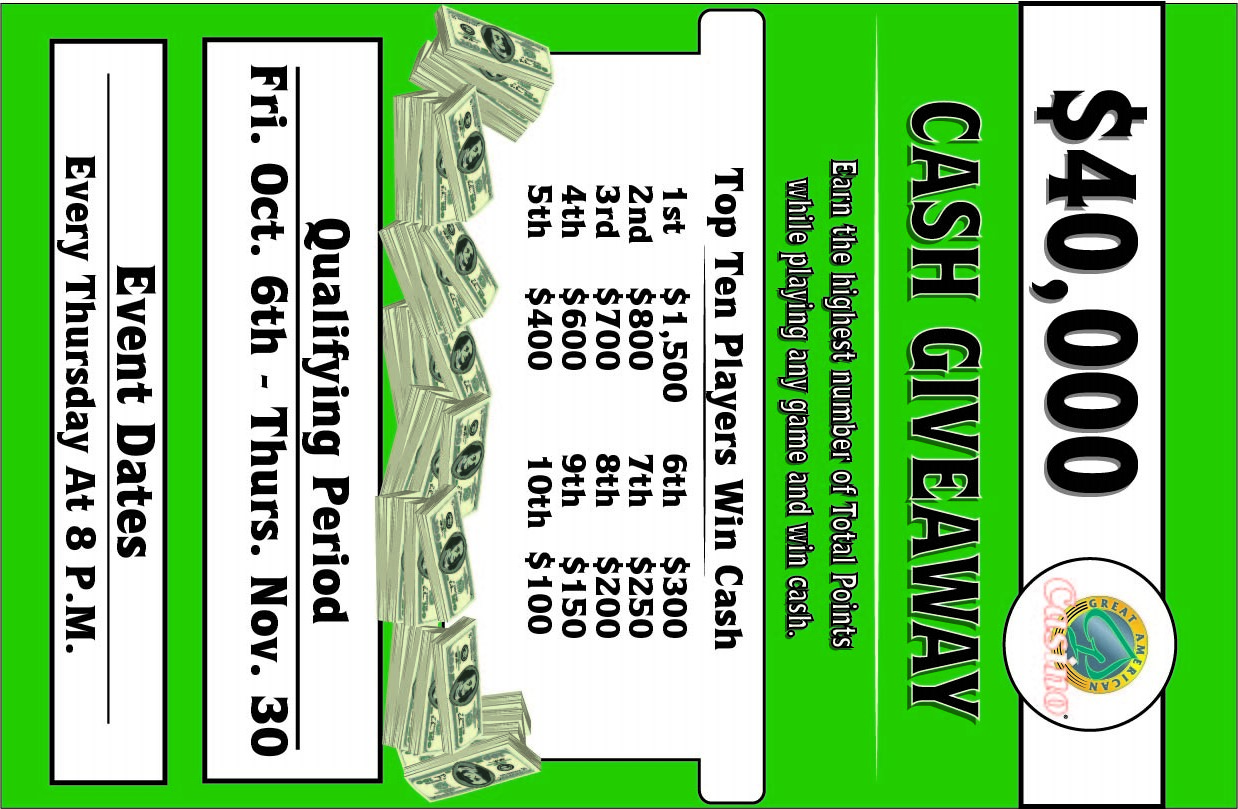 $40,000
GREAT AMERICAN
Casino
CASH GIVEAWAY
Earn the highest number of Total Points
while playing any game and win cash.
Top Ten Players Win Cash
1st $1,500 6th $300
2nd $800 7th $250
3rd $700 8th $200
4th $600 9th $150
5th $400 10th $100
Qualifying Period
Fri. Oct. 6th - Thurs. Nov. 30
Event Dates
Every Thursday At 8 P.M.